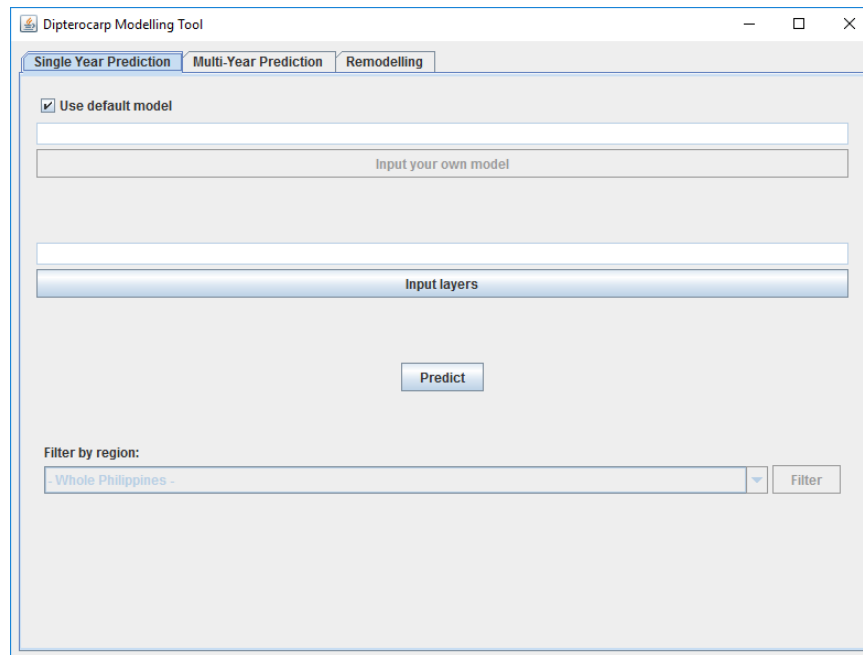 Dipterocarp Modelling Tool
Single Year Prediction Multi-Year Prediction Remodelling
Use default model
Input your own model
Input layers
Predict
Filter by region:
- Whole Philippines - Filter